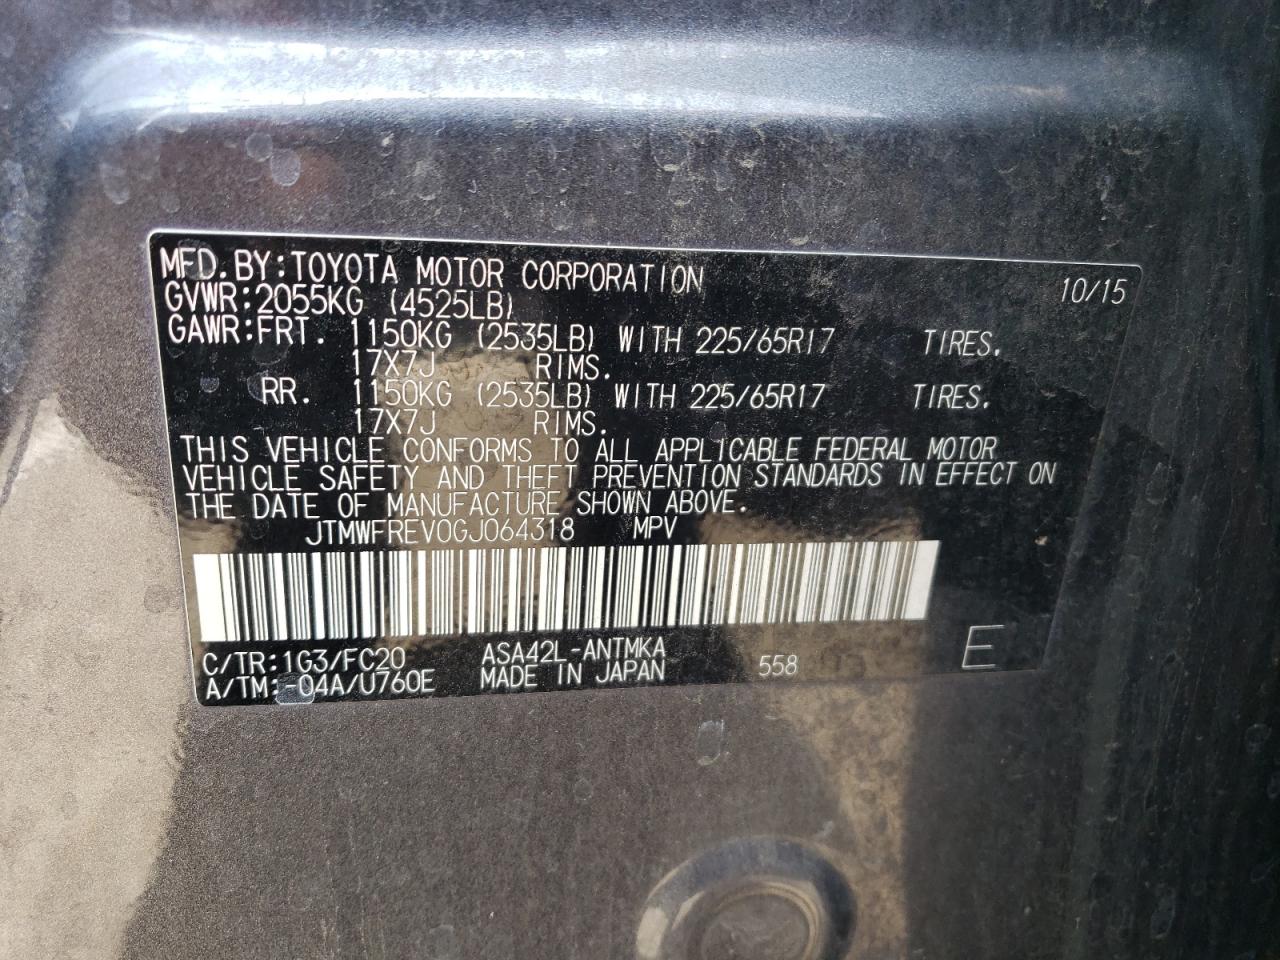 MFD.BY:TOYOTA MOTOR CORPORATION 10/15
GVWR:2055KG (4525LB)
GAWR:FRT. 1150KG (2535LB) WITH 225/65R17 TIRES.
17X7J RIMS.
RR. 1150KG (2535LB) WITH 225/65R17 TIRES.
17X7J RIMS.
THIS VEHICLE CONFORMS TO ALL APPLICABLE FEDERAL MOTOR
VEHICLE SAFETY AND THEFT PREVENTION STANDARDS IN EFFECT ON
THE DATE OF MANUFACTURE SHOWN ABOVE.
JTMWFREV0GJ064318 MPV
C/TR:1G3/FC20 ASA42L-ANTMKA
A/TM:-04A/U760E MADE IN JAPAN 558 E